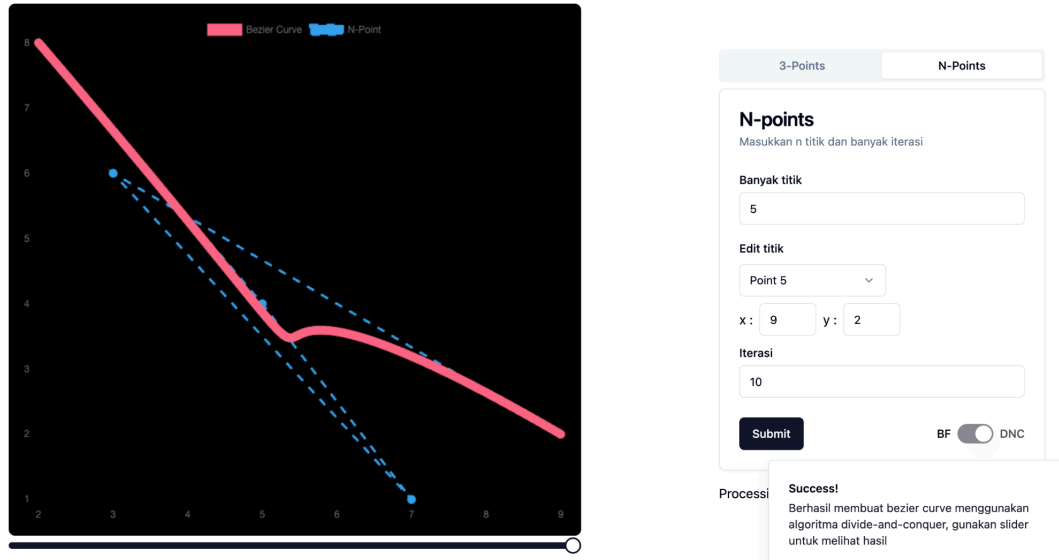 Bezier Curve N-Point
8
7
6
5
4
3
2
1
2 3 4 5 6 7 8 9
3-Points N-Points
N-points
Masukkan n titik dan banyak iterasi
Banyak titik
5
Edit titik
Point 5
x : 9 y : 2
Iterasi
10
Submit BF DNC
Processi
Success!
Berhasil membuat bezier curve menggunakan
algoritma divide-and-conquer, gunakan slider
untuk melihat hasil